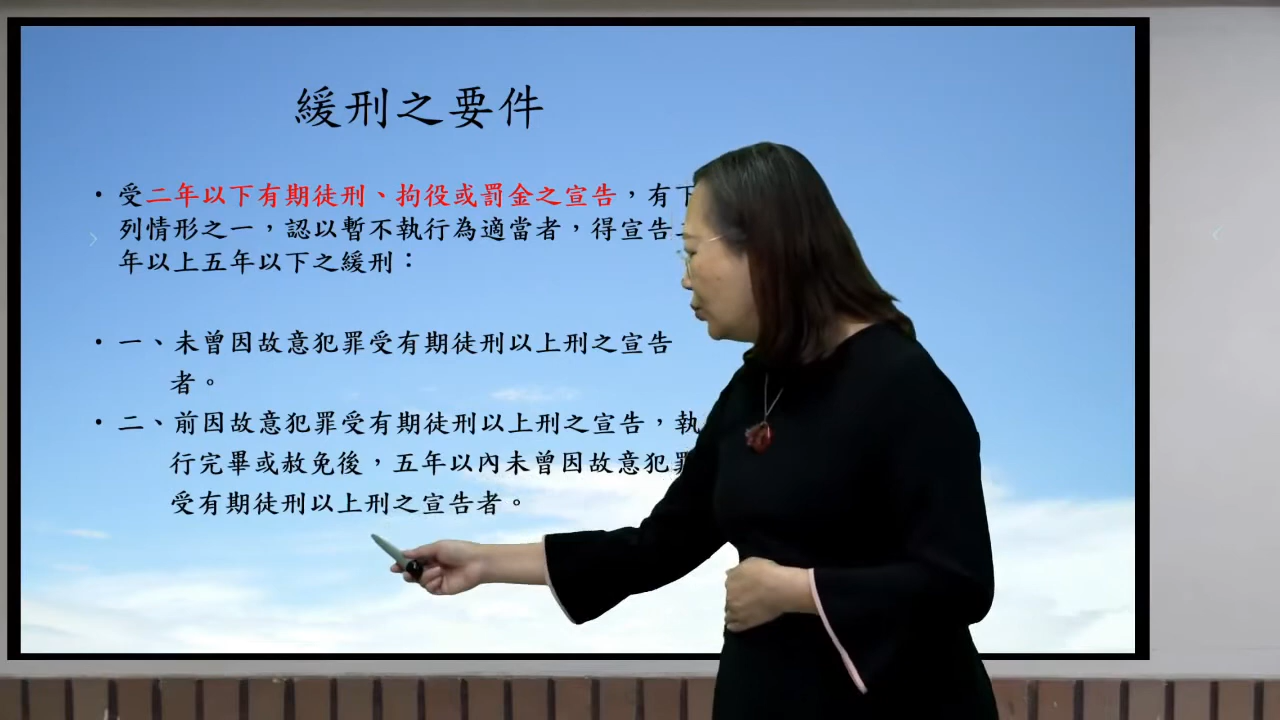 緩刑之要件
• 受二年以下有期徒刑、拘役或罰金之宣告，有下
列情形之一，認以暫不執行為適當者，得宣告
年以上五年以下之緩刑：
• 一、未曾因故意犯罪受有期徒刑以上刑之宣告
者。
• 二、前因故意犯罪受有期徒刑以上刑之宣告，執
行完畢或赦免後，五年以內未曾因故意犯罪
受有期徒刑以上刑之宣告者。